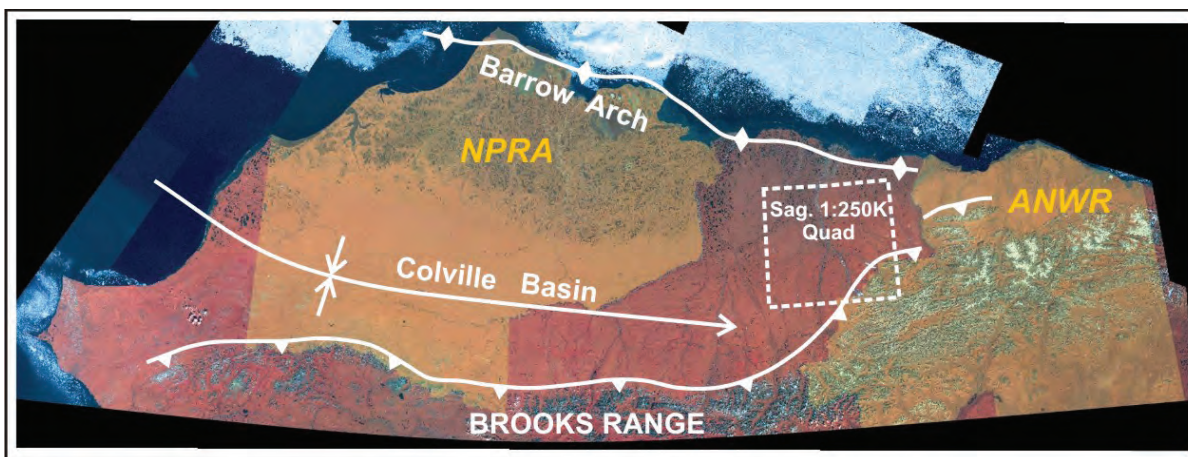 Barrow Arch
NPRA
ANWR
Sag. 1:250K
Quad
Colville Basin
BROOKS RANGE